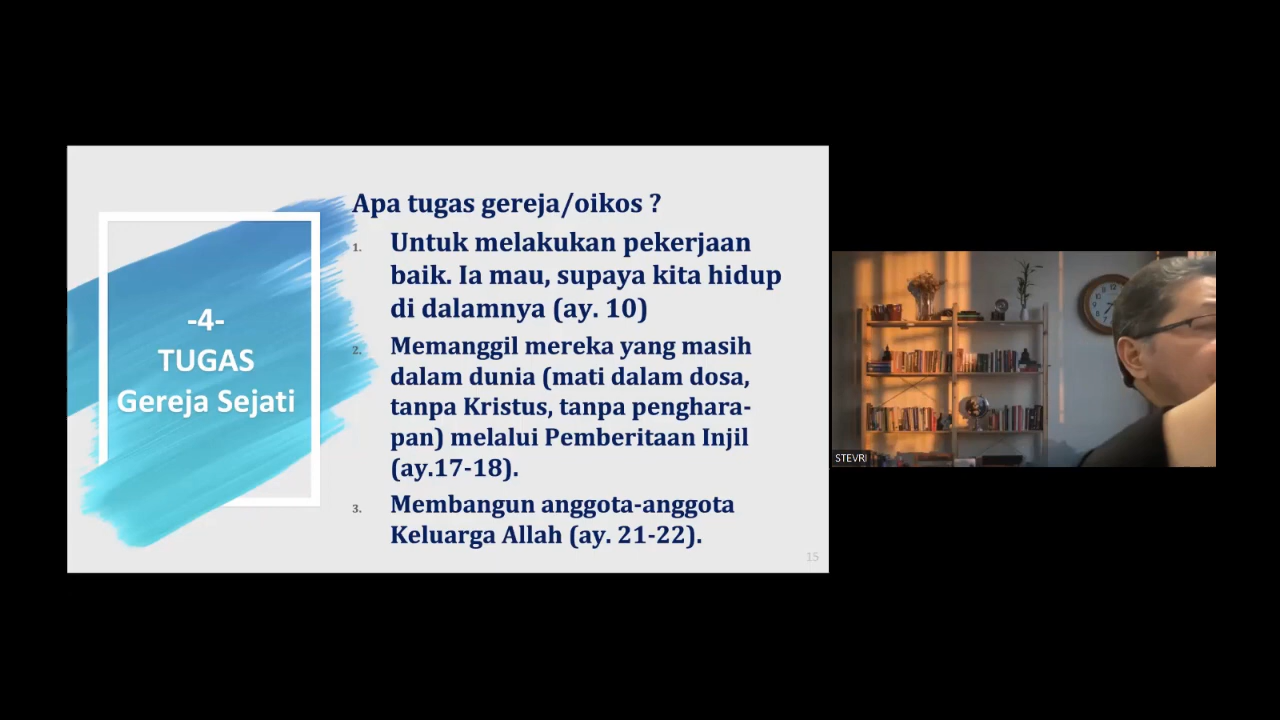 -4-
TUGAS
Gereja Sejati
Apa tugas gereja/oikos ?
1. Untuk melakukan pekerjaan
baik. Ia mau, supaya kita hidup
di dalamnya (ay. 10)
2. Memanggil mereka yang masih
dalam dunia (mati dalam dosa,
tanpa Kristus, tanpa penghara-
pan) melalui Pemberitaan Injil
(ay.17-18).
3. Membangun anggota-anggota
Keluarga Allah (ay. 21-22).
15
STEVRI